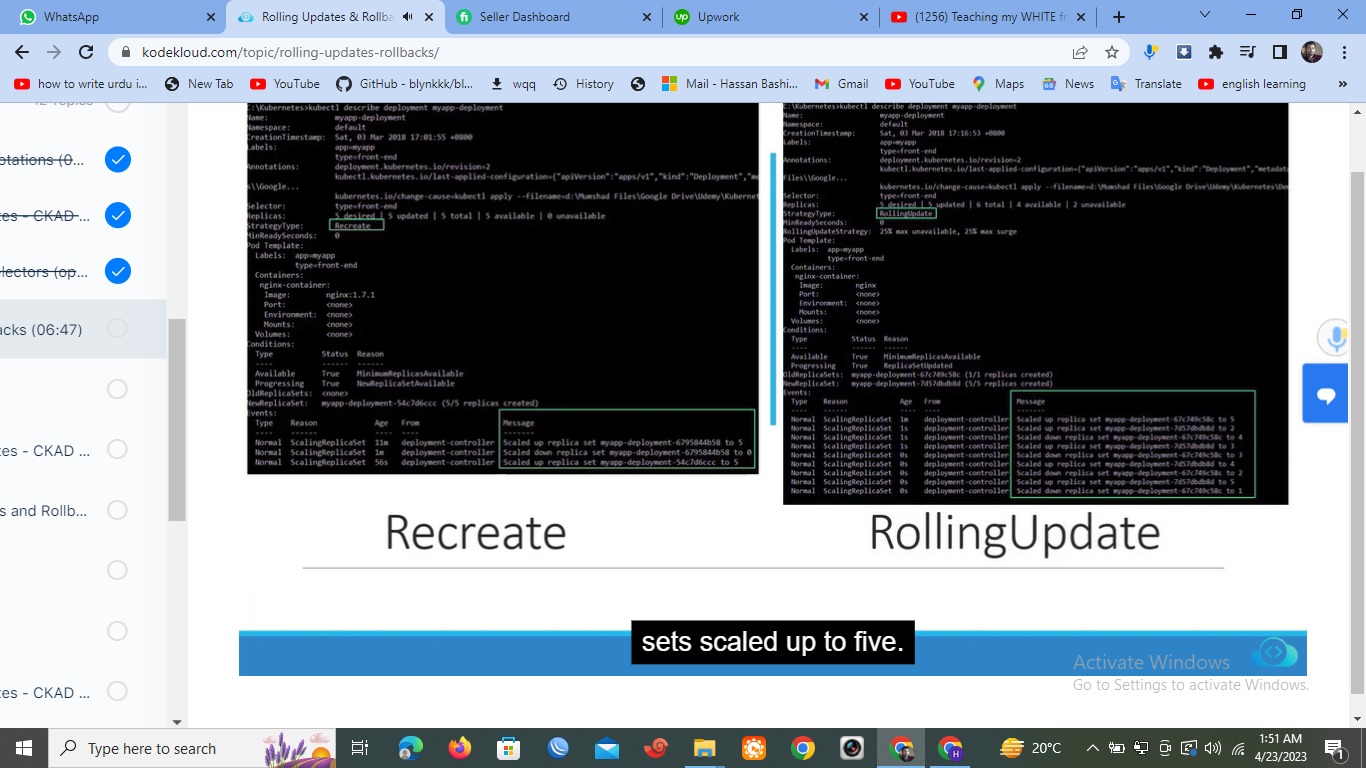 WhatsApp
Rolling Updates & Rollba
Seller Dashboard
Upwork
(1256) Teaching my WHITE fr
kodekloud.com/topic/rolling-updates-rollbacks/
how to write urdu i...
New Tab
YouTube
GitHub - blynkk/bl...
wqq
History
Mail - Hassan Bashi...
Gmail
YouTube
Maps
News
Translate
english learning
12 Topics
otations (0...
tes - CKAD ...
electors (op...
acks (06:47)
tes - CKAD ...
s and Rollb...
tes - CKAD ...
C:\Kubernetes>kubectl describe deployment myapp-deployment
Name: myapp-deployment
Namespace: default
CreationTimestamp: Sat, 03 Mar 2018 17:01:55 +0800
Labels: app=myapp
type=front-end
Annotations: deployment.kubernetes.io/revision=2
kubectl.kubernetes.io/last-applied-configuration={"apiVersion":"apps/v1","kind":"Deployment","me
s\\Google...
kubernetes.io/change-cause=kubectl apply --filename=d:\Mumshad Files\Google Drive\Udemy\Kubernet
Selector: type=front-end
Replicas: 5 desired | 5 updated | 5 total | 5 available | 0 unavailable
StrategyType: Recreate
MinReadySeconds: 0
Pod Template:
Labels: app=myapp
type=front-end
Containers:
nginx-container:
Image: nginx:1.7.1
Port: <none>
Environment: <none>
Mounts: <none>
Volumes: <none>
Conditions:
Type Status Reason
---- ------ ------
Available True MinimumReplicasAvailable
Progressing True NewReplicaSetAvailable
OldReplicaSets: <none>
NewReplicaSet: myapp-deployment-54c7d6ccc (5/5 replicas created)
Events:
Type Reason Age From Message
---- ------ ---- ---- -------
Normal ScalingReplicaSet 11m deployment-controller Scaled up replica set myapp-deployment-6795844b58 to 5
Normal ScalingReplicaSet 1m deployment-controller Scaled down replica set myapp-deployment-6795844b58 to 0
Normal ScalingReplicaSet 56s deployment-controller Scaled up replica set myapp-deployment-54c7d6ccc to 5
Recreate
C:\Kubernetes>kubectl describe deployment myapp-deployment
Name: myapp-deployment
Namespace: default
CreationTimestamp: Sat, 03 Mar 2018 17:16:53 +0800
Labels: app=myapp
type=front-end
Annotations: deployment.kubernetes.io/revision=2
kubectl.kubernetes.io/last-applied-configuration={"apiVersion":"apps/v1","kind":"Deployment","metadata
Files\\Google...
kubernetes.io/change-cause=kubectl apply --filename=d:\Mumshad Files\Google Drive\Udemy\Kubernetes\Dem
Selector: type=front-end
Replicas: 5 desired | 5 updated | 6 total | 4 available | 2 unavailable
StrategyType: RollingUpdate
MinReadySeconds: 0
RollingUpdateStrategy: 25% max unavailable, 25% max surge
Pod Template:
Labels: app=myapp
type=front-end
Containers:
nginx-container:
Image: nginx
Port: <none>
Environment: <none>
Mounts: <none>
Volumes: <none>
Conditions:
Type Status Reason
---- ------ ------
Available True MinimumReplicasAvailable
Progressing True ReplicaSetUpdated
OldReplicaSets: myapp-deployment-67c749c58c (1/1 replicas created)
NewReplicaSet: myapp-deployment-7d57dbdb8d (5/5 replicas created)
Events:
Type Reason Age From Message
---- ------ ---- ---- -------
Normal ScalingReplicaSet 1m deployment-controller Scaled up replica set myapp-deployment-67c749c58c to 5
Normal ScalingReplicaSet 1s deployment-controller Scaled up replica set myapp-deployment-7d57dbdb8d to 2
Normal ScalingReplicaSet 1s deployment-controller Scaled down replica set myapp-deployment-67c749c58c to 4
Normal ScalingReplicaSet 1s deployment-controller Scaled up replica set myapp-deployment-7d57dbdb8d to 3
Normal ScalingReplicaSet 0s deployment-controller Scaled down replica set myapp-deployment-67c749c58c to 3
Normal ScalingReplicaSet 0s deployment-controller Scaled up replica set myapp-deployment-7d57dbdb8d to 4
Normal ScalingReplicaSet 0s deployment-controller Scaled down replica set myapp-deployment-67c749c58c to 2
Normal ScalingReplicaSet 0s deployment-controller Scaled up replica set myapp-deployment-7d57dbdb8d to 5
Normal ScalingReplicaSet 0s deployment-controller Scaled down replica set myapp-deployment-67c749c58c to 1
RollingUpdate
sets scaled up to five.
Activate Windows
Go to Settings to activate Windows.
Type here to search
20°C
1:51 AM
4/23/2023